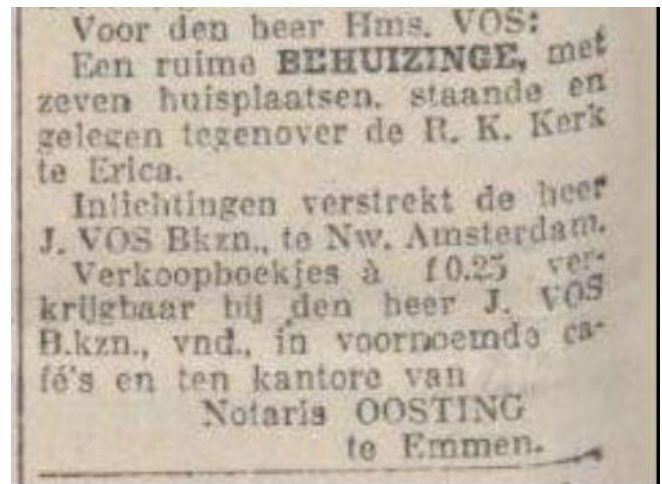 Voor den heer Hms. VOS:
Een ruime BEHUIZINGE, met
zeven huisplaatsen. staande en
gelegen tegenover de R. K. Kerk
te Erica.
Inlichtingen verstrekt de heer
J. VOS Bkzn., te Nw. Amsterdam.
Verkoopboekjes à f0.25 ver-
krijgbaar bij den heer J. VOS
B.kzn., vnd., in voornoemde ca-
fé's en ten kantore van
Notaris OOSTING
te Emmen.